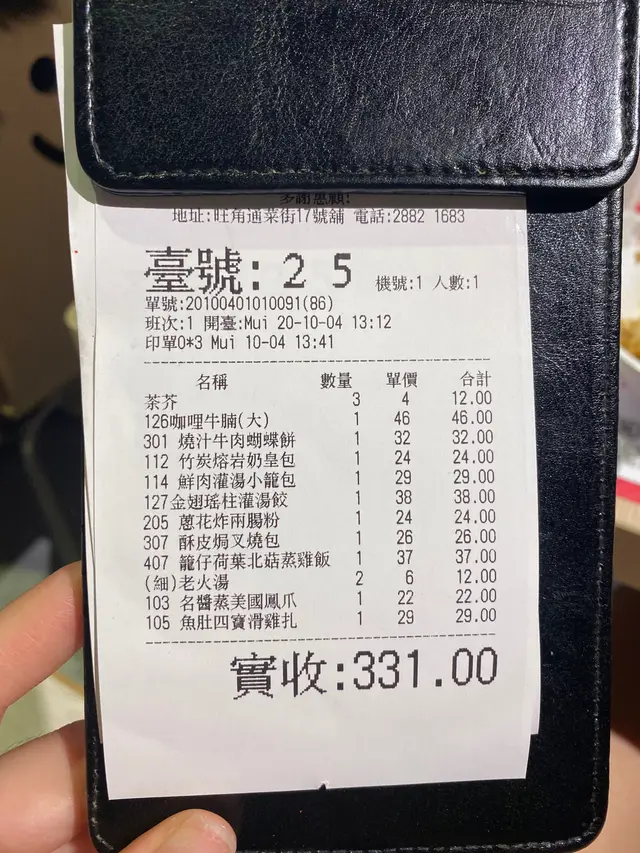 多謝惠顧!
地址:旺角通菜街17號舖 電話:2882 1683
臺號: 2 5 機號:1 人數:1
單號:20100401010091(86)
班次:1 開臺:Mui 20-10-04 13:12
印單0*3 Mui 10-04 13:41
名稱 數量 單價 合計
茶芥 3 4 12.00
126咖哩牛腩(大) 1 46 46.00
301 燒汁牛肉蝴蝶餅 1 32 32.00
112 竹炭熔岩奶皇包 1 24 24.00
114 鮮肉灌湯小籠包 1 29 29.00
127金翅瑤柱灌湯餃 1 38 38.00
205 蔥花炸兩腸粉 1 24 24.00
307 酥皮焗叉燒包 1 26 26.00
407 籠仔荷葉北菇蒸雞飯 1 37 37.00
(細)老火湯 2 6 12.00
103 名醬蒸美國鳳爪 1 22 22.00
105 魚肚四寶滑雞扎 1 29 29.00
實收:331.00